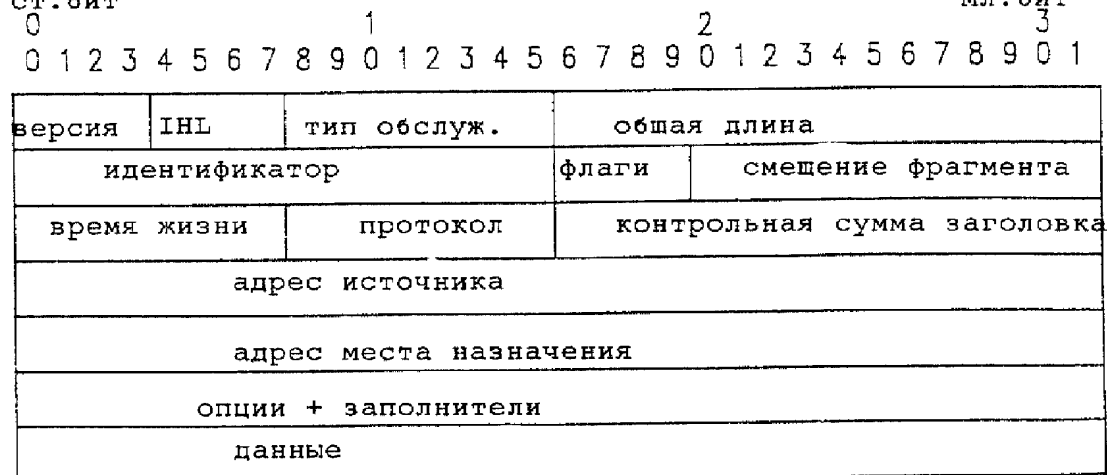 ст.бит мл.бит
0 1 2 3
0 1 2 3 4 5 6 7 8 9 0 1 2 3 4 5 6 7 8 9 0 1 2 3 4 5 6 7 8 9 0 1
версия IHL тип обслуж. общая длина
идентификатор флаги смещение фрагмента
время жизни протокол контрольная сумма заголовка
адрес источника
адрес места назначения
опции + заполнители
данные